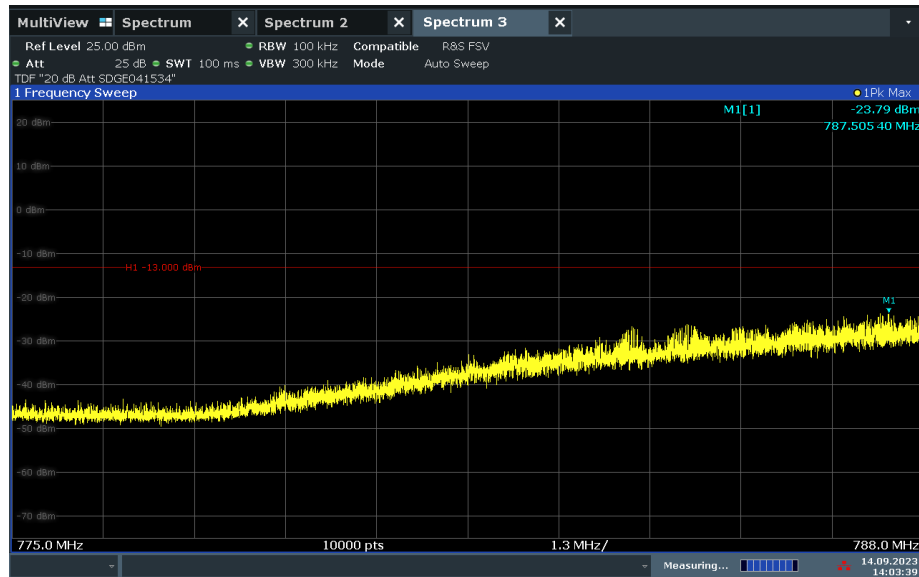 MultiView Spectrum X Spectrum 2 X Spectrum 3 X
Ref Level 25.00 dBm RBW 100 kHz Compatible R&S FSV
Att 25 dB SWT 100 ms VBW 300 kHz Mode Auto Sweep
TDF "20 dB Att SDGE041534"
1 Frequency Sweep 1Pk Max
M1[1] -23.79 dBm
787.505 40 MHz
20 dBm
10 dBm
0 dBm
-10 dBm
H1 -13.000 dBm
-20 dBm
M1
-30 dBm
-40 dBm
-50 dBm
-60 dBm
-70 dBm
775.0 MHz 10000 pts 1.3 MHz/ 788.0 MHz
Measuring... 14.09.2023
14:03:39